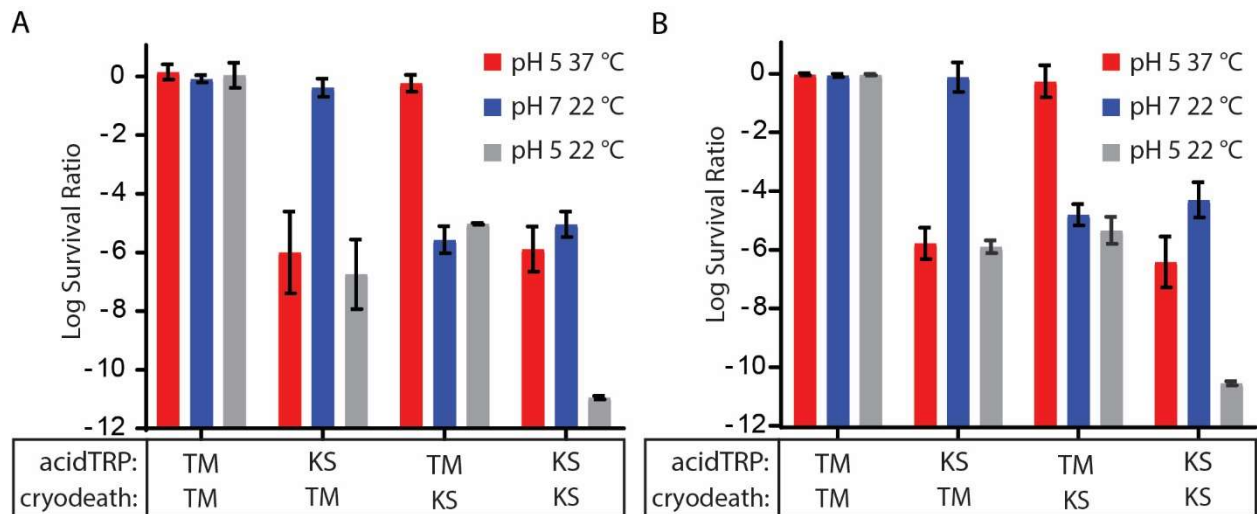 A
Log Survival Ratio
0
-2
-4
-6
-8
-10
-12
pH 5 37 °C
pH 7 22 °C
pH 5 22 °C
B
Log Survival Ratio
0
-2
-4
-6
-8
-10
-12
pH 5 37 °C
pH 7 22 °C
pH 5 22 °C
acidTRP: TM KS TM KS
cryodeath: TM TM KS KS
acidTRP: TM KS TM KS
cryodeath: TM TM KS KS